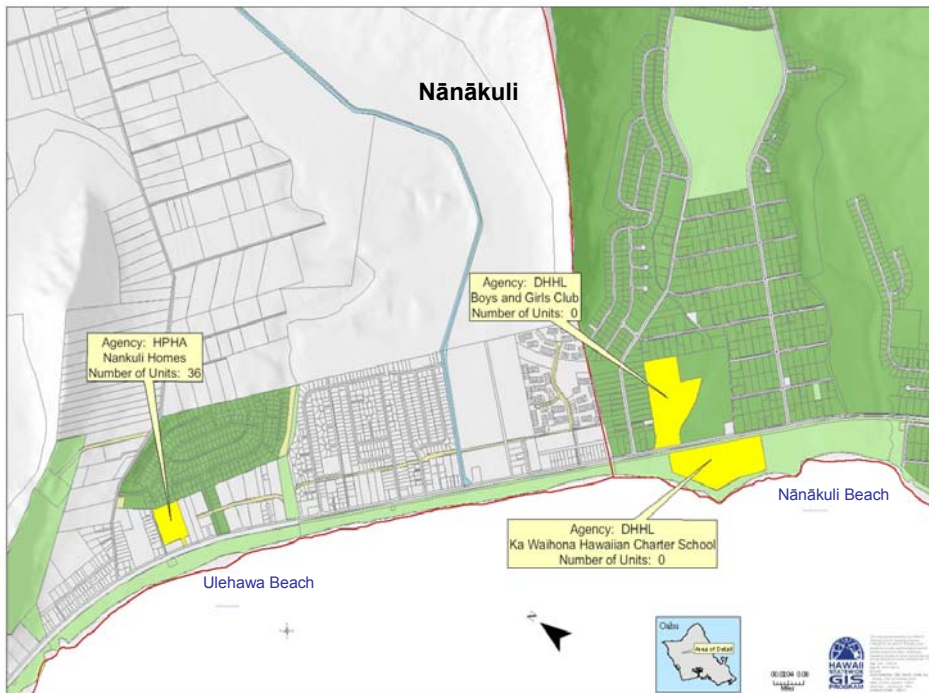 Nānākuli
Agency: DHHL
Boys and Girls Club
Number of Units: 0
Agency: HPHA
Nankuli Homes
Number of Units: 36
Nānākuli Beach
Agency: DHHL
Ka Waihona Hawaiian Charter School
Number of Units: 0
Ulehawa Beach
N
Oahu
Area of Detail
Miles
HAWAII
STATEWIDE
GIS
PROGRAM